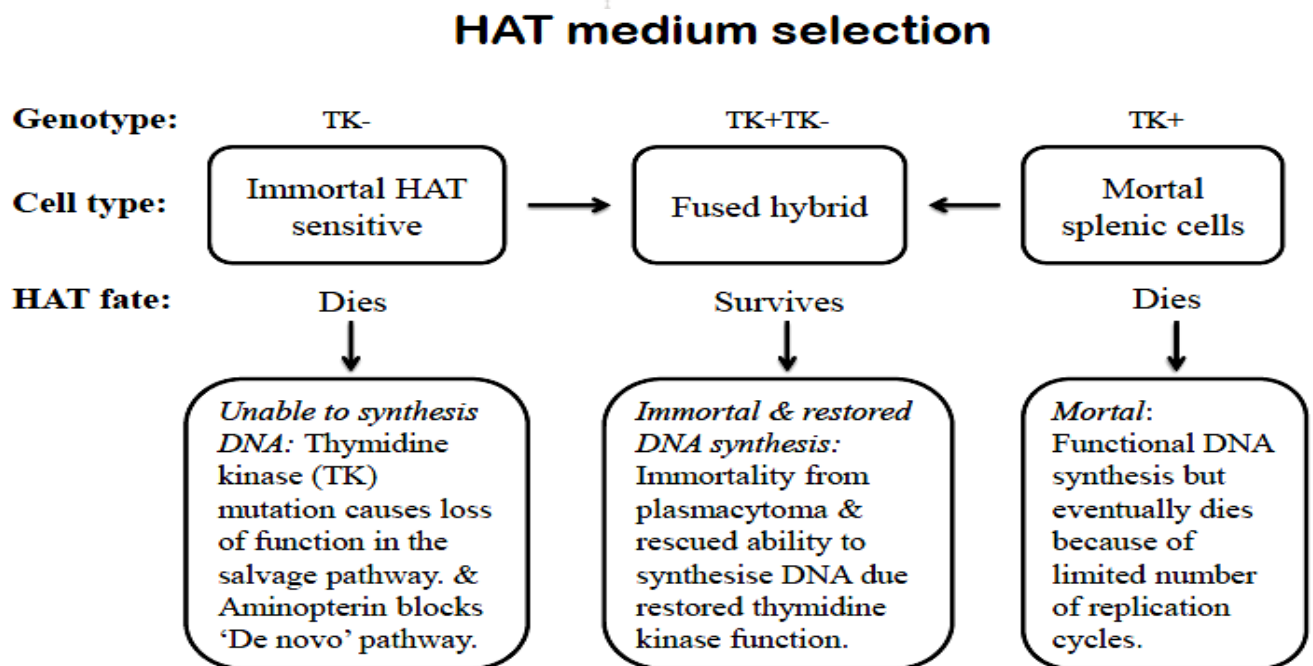 HAT medium selection
Genotype: TK- TK+TK- TK+
Cell type:
Immortal HAT
sensitive
Fused hybrid
Mortal
splenic cells
HAT fate: Dies Survives Dies
Unable to synthesis
DNA: Thymidine
kinase (TK)
mutation causes loss
of function in the
salvage pathway. &
Aminopterin blocks
‘De novo’ pathway.
Immortal & restored
DNA synthesis:
Immortality from
plasmacytoma &
rescued ability to
synthesise DNA due
restored thymidine
kinase function.
Mortal:
Functional DNA
synthesis but
eventually dies
because of
limited number
of replication
cycles.